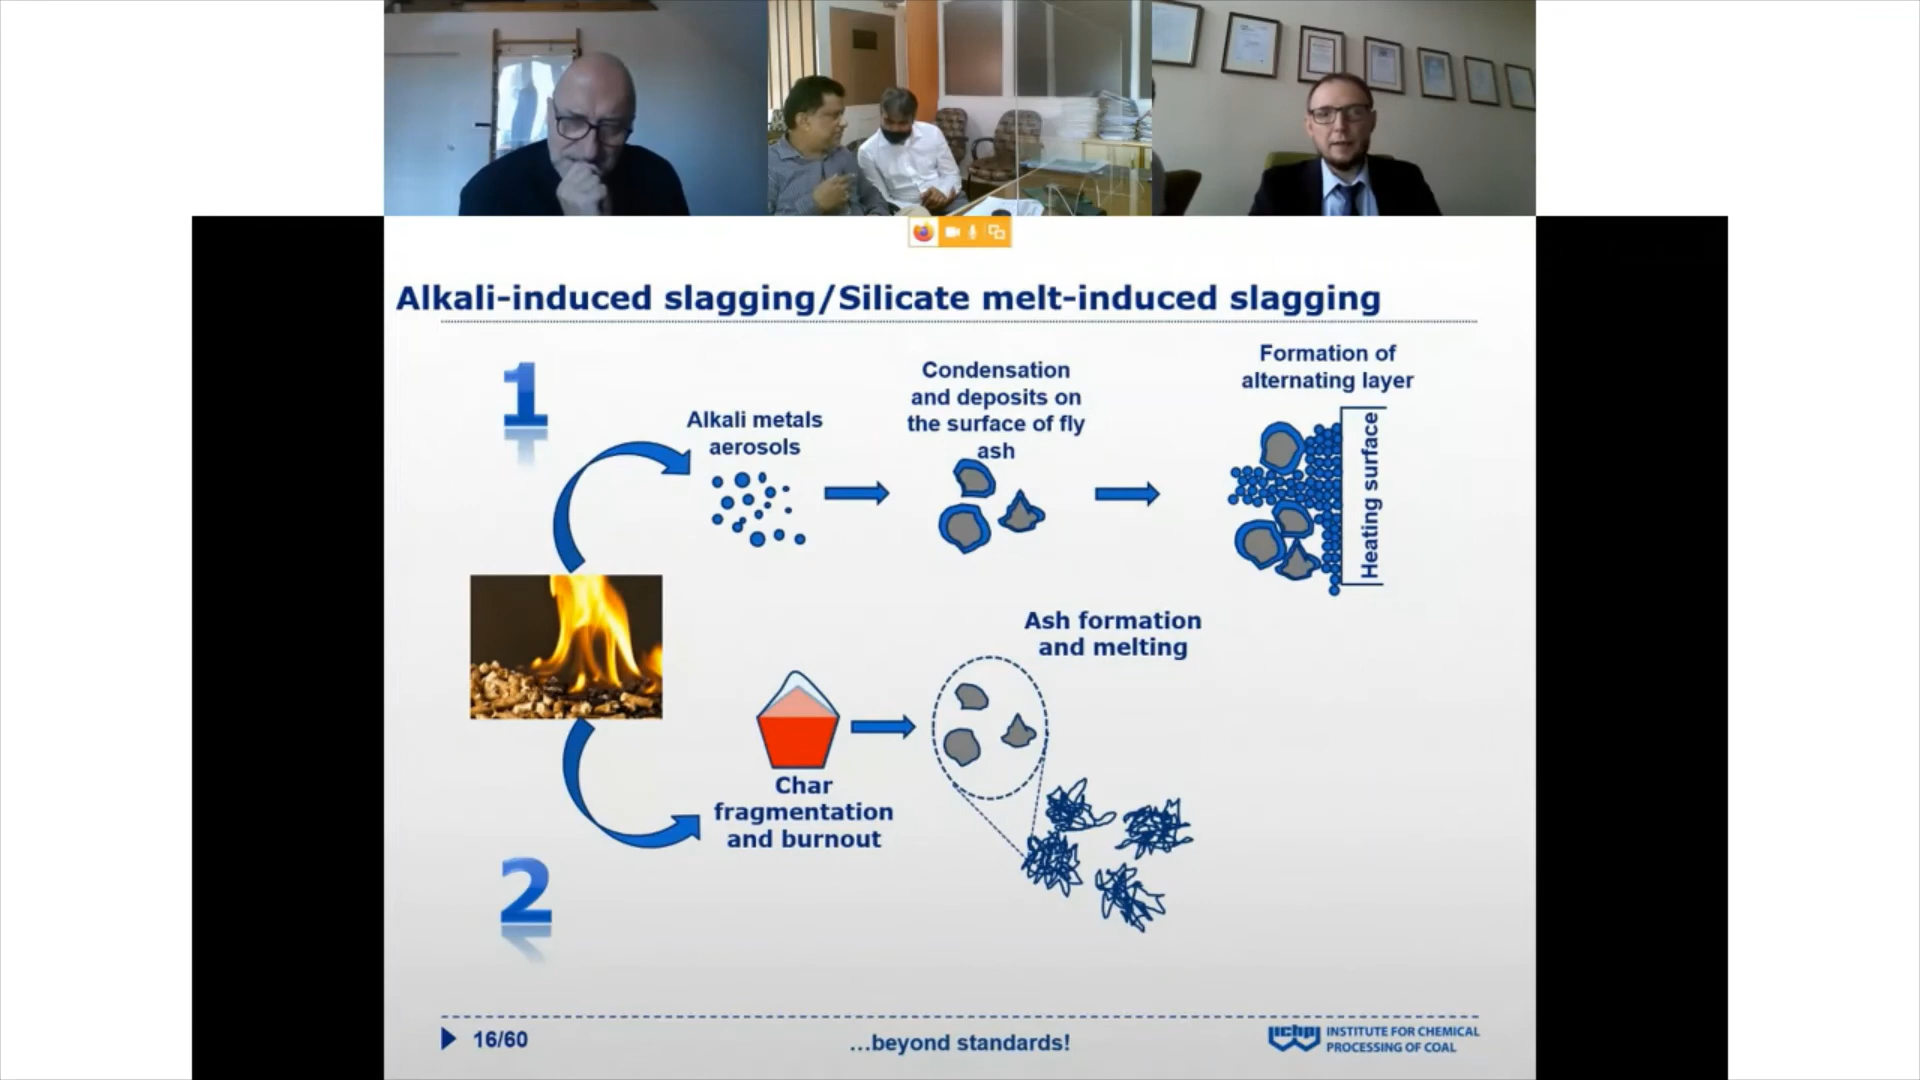 Alkali-induced slagging/Silicate melt-induced slagging
1
Alkali metals
aerosols
Condensation
and deposits on
the surface of fly
ash
Formation of
alternating layer
Heating surface
Ash formation
and melting
Char
fragmentation
and burnout
2
16/60
...beyond standards!
ichpw
INSTITUTE FOR CHEMICAL
PROCESSING OF COAL